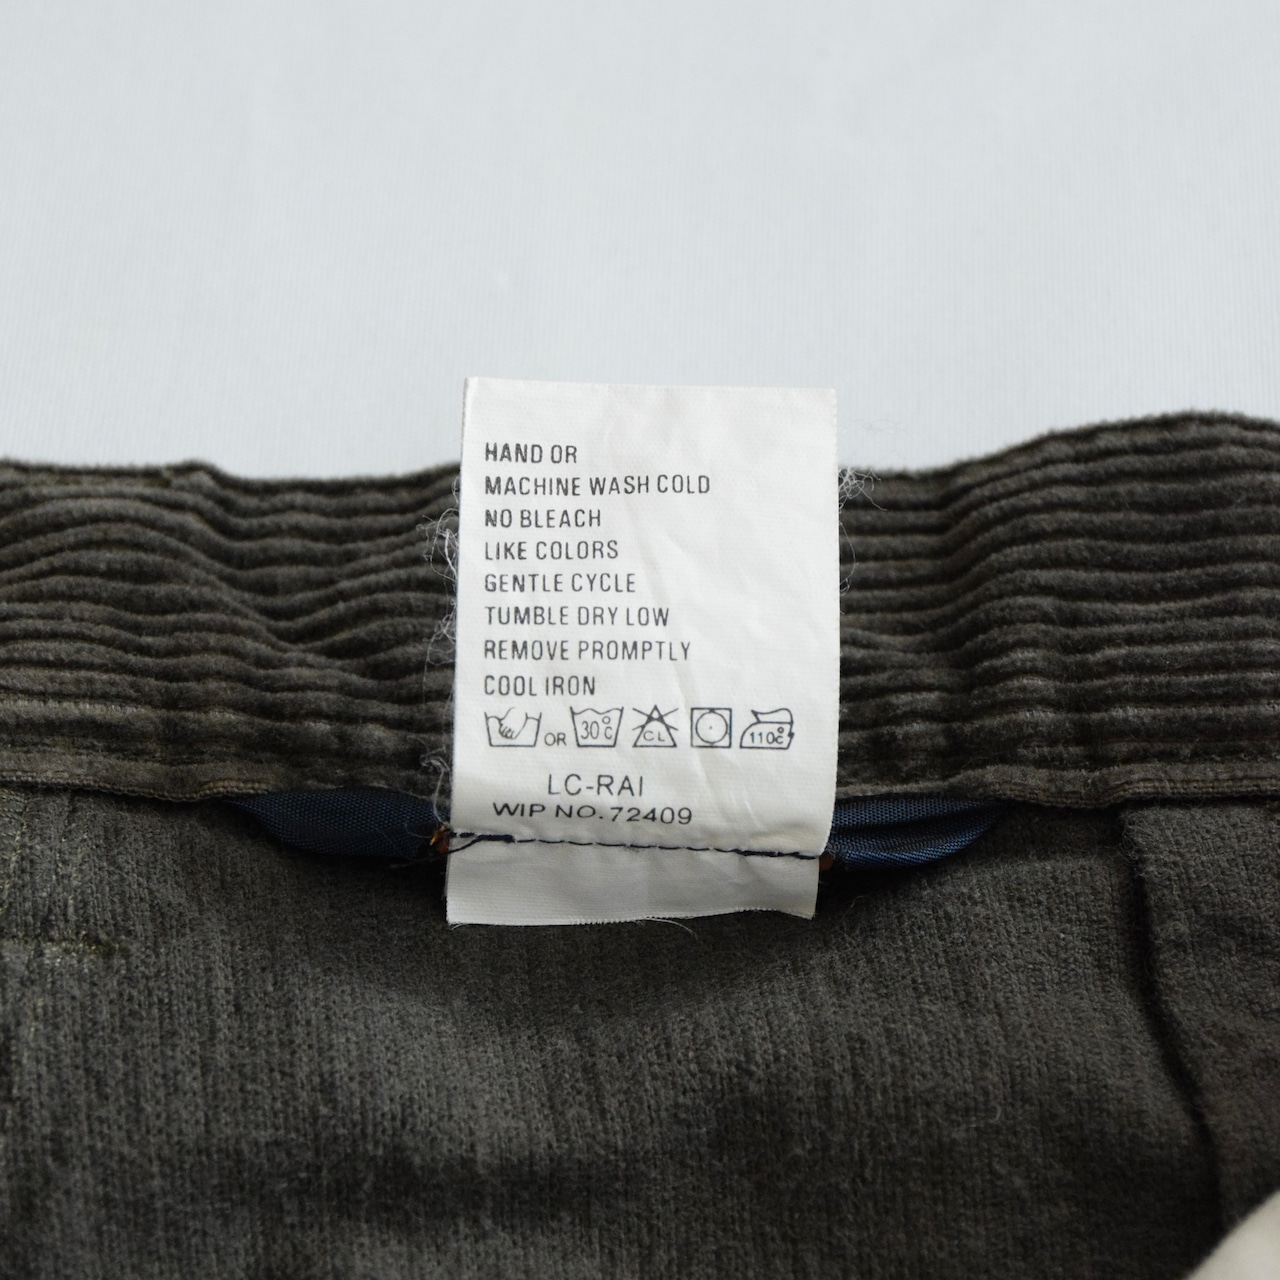 HAND OR
MACHINE WASH COLD
NO BLEACH
LIKE COLORS
GENTLE CYCLE
TUMBLE DRY LOW
REMOVE PROMPTLY
COOL IRON
OR 30°C CL 110°C
LC-RAI
WIP NO. 72409